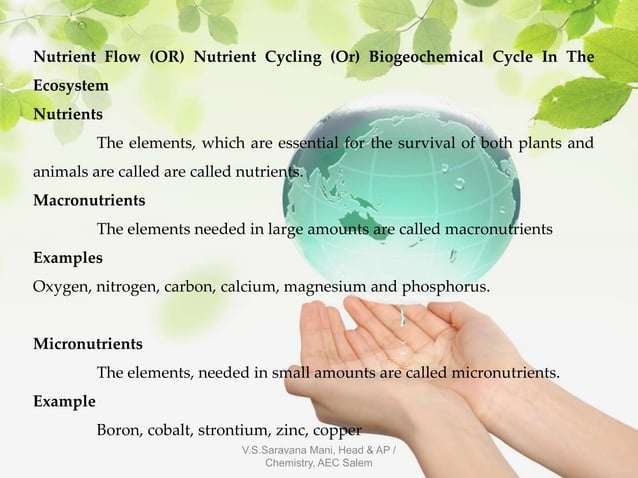 Nutrient Flow (OR) Nutrient Cycling (Or) Biogeochemical Cycle In The
Ecosystem
Nutrients
The elements, which are essential for the survival of both plants and
animals are called are called nutrients.
Macronutrients
The elements needed in large amounts are called macronutrients
Examples
Oxygen, nitrogen, carbon, calcium, magnesium and phosphorus.
Micronutrients
The elements, needed in small amounts are called micronutrients.
Example
Boron, cobalt, strontium, zinc, copper
V.S.Saravana Mani, Head & AP /
Chemistry, AEC Salem